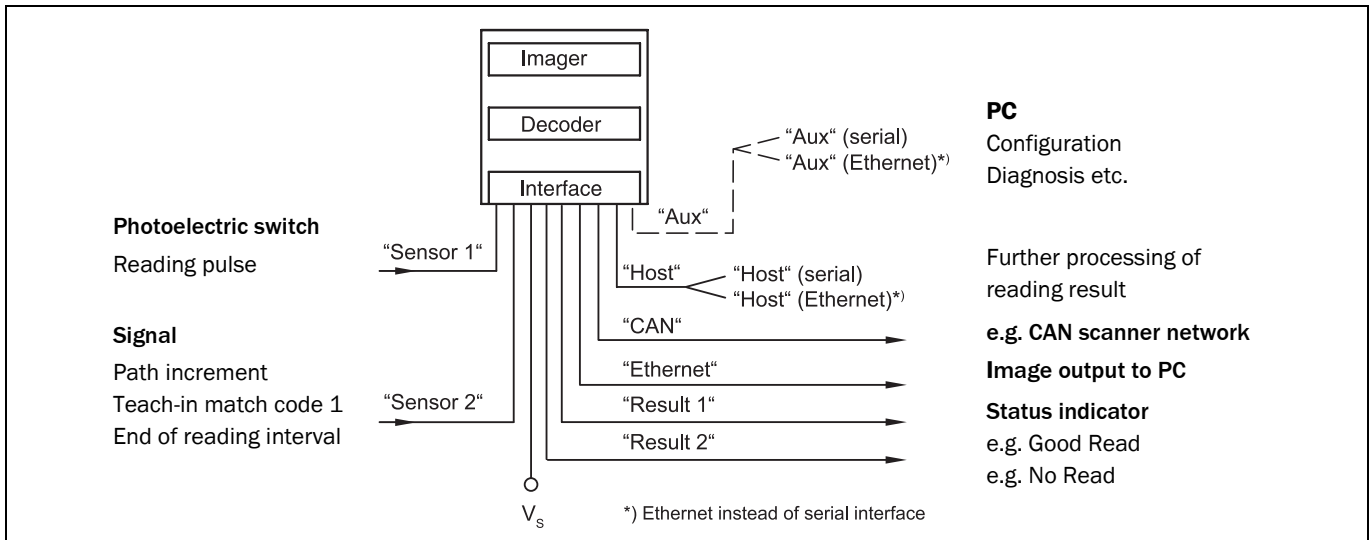 Imager
Decoder
Interface
Photoelectric switch
Reading pulse
“Sensor 1“
Signal
Path increment
Teach-in match code 1
End of reading interval
“Sensor 2“
VS
“Aux“
“Aux“ (serial)
“Aux“ (Ethernet)*)
“Host“
“Host“ (serial)
“Host“ (Ethernet)*)
“CAN“
“Ethernet“
“Result 1“
“Result 2“
*) Ethernet instead of serial interface
PC
Configuration
Diagnosis etc.
Further processing of
reading result
e.g. CAN scanner network
Image output to PC
Status indicator
e.g. Good Read
e.g. No Read